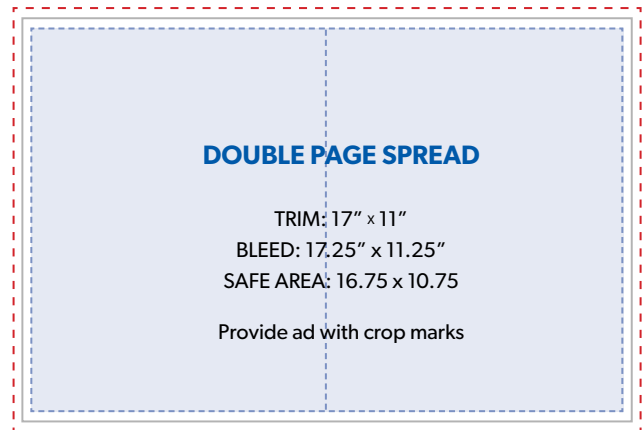 DOUBLE PAGE SPREAD
TRIM: 17” x 11”
BLEED: 17.25” x 11.25”
SAFE AREA: 16.75 x 10.75
Provide ad with crop marks